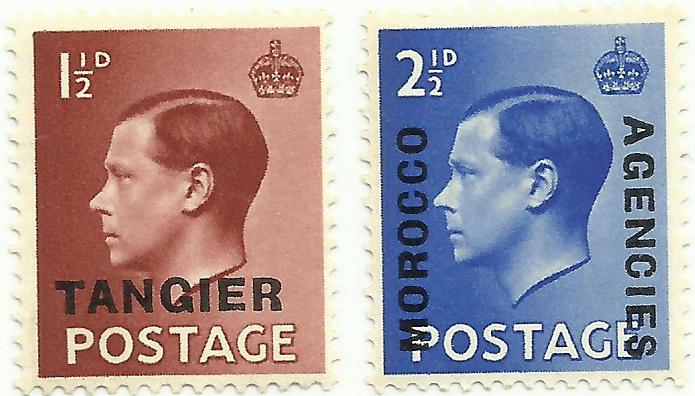 1½D
TANGIER
POSTAGE
2½D
MOROCCO
AGENCIES
POSTAGE